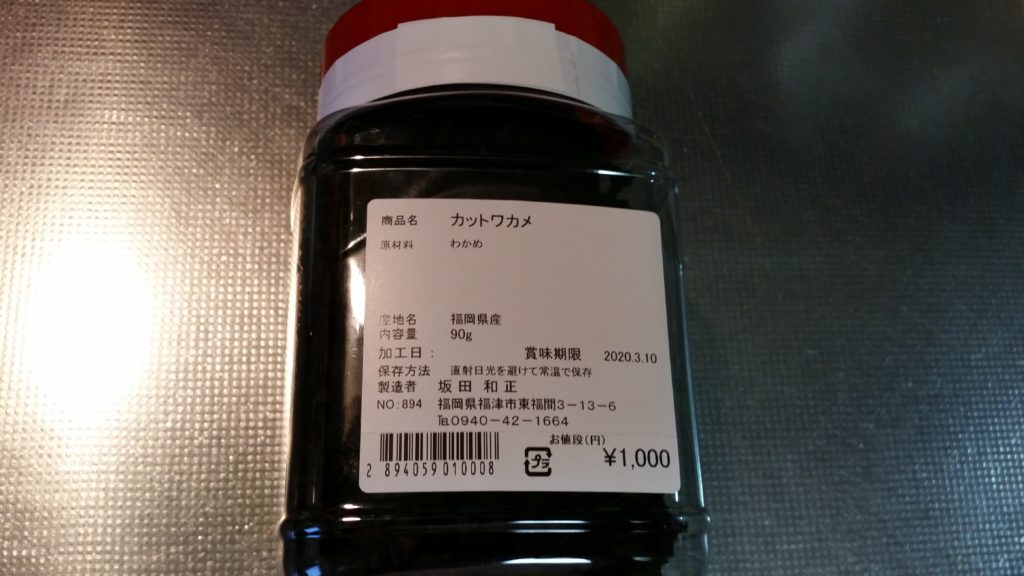 商品名 カットワカメ
原材料 わかめ
産地名 福岡県産
内容量 90g
加工日: 賞味期限 2020.3.10
保存方法 直射日光を避けて常温で保存
製造者 坂田 和正
NO:894 福岡県福津市東福間3-13-6
℡0940-42-1664
お値段(円)
2 894059 010008 プラ ¥1,000